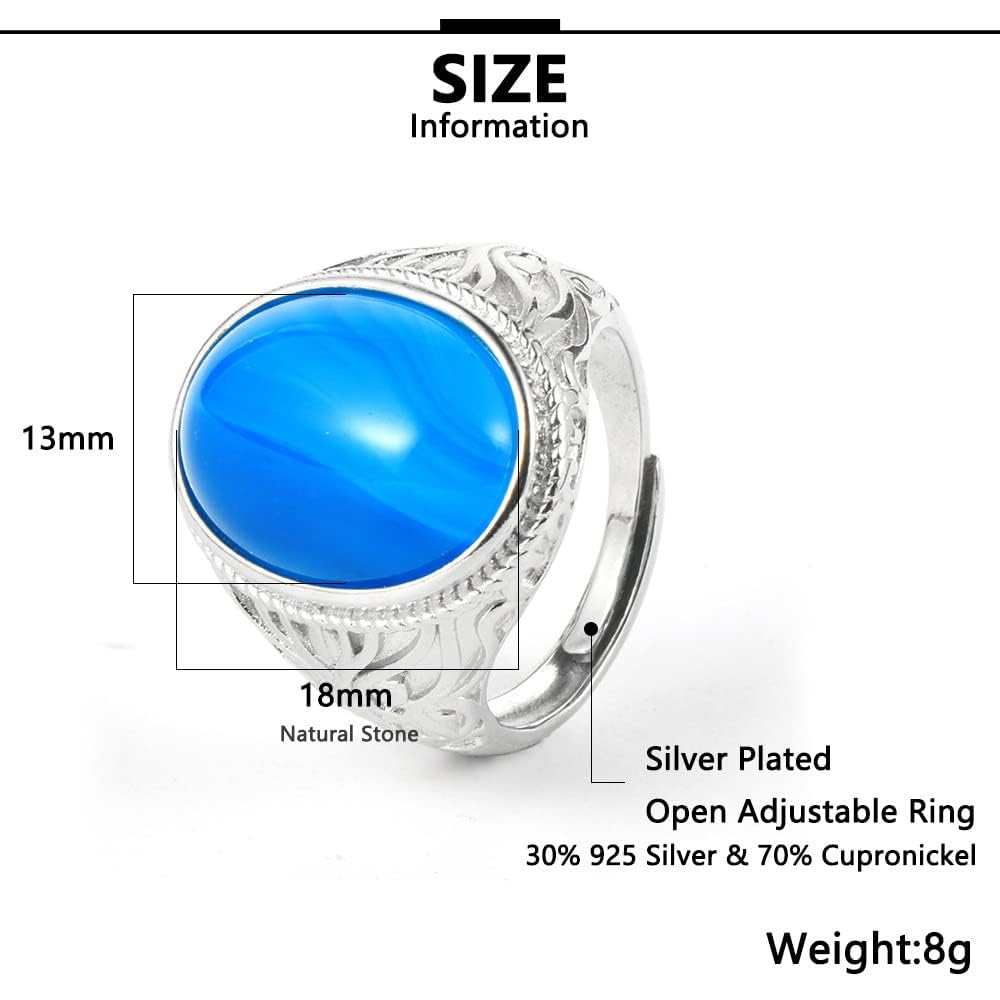 SIZE
Information
13mm
18mm
Natural Stone
Silver Plated
Open Adjustable Ring
30% 925 Silver & 70% Cupronickel
Weight:8g